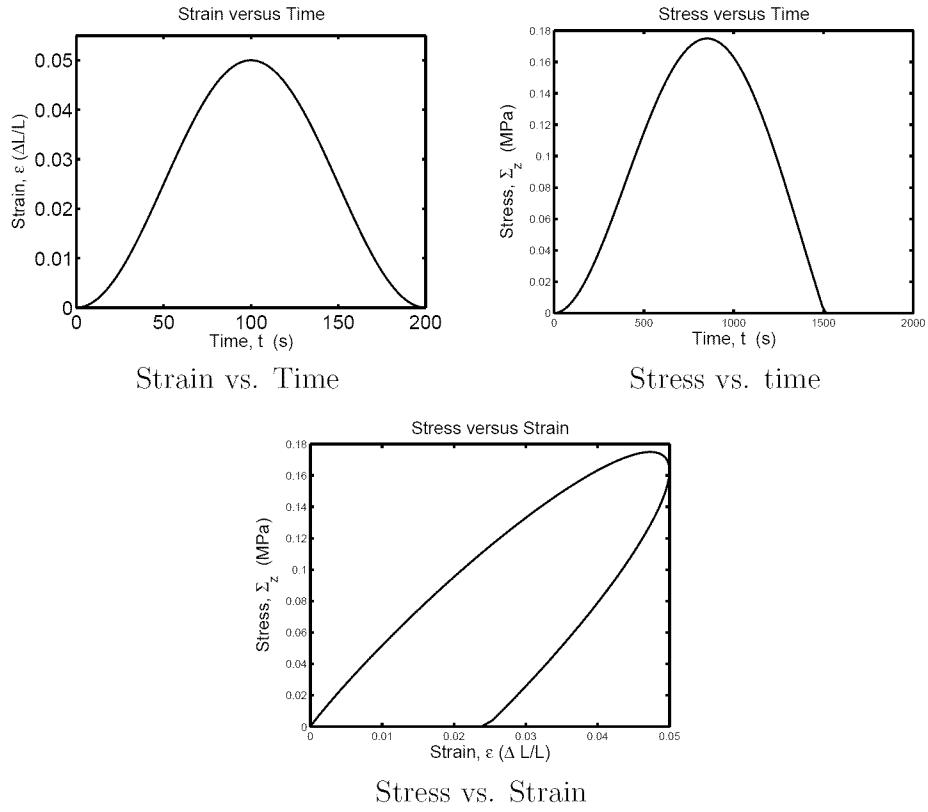 Strain versus Time
0.05
0.04
0.03
0.02
0.01
0
Strain, ε (ΔL/L)
0 50 100 150 200
Time, t (s)
Strain vs. Time
Stress versus Time
0.18
0.16
0.14
0.12
0.1
0.08
0.06
0.04
0.02
0
Stress, Σz (MPa)
0 500 1000 1500 2000
Time, t (s)
Stress vs. time
Stress versus Strain
0.18
0.16
0.14
0.12
0.1
0.08
0.06
0.04
0.02
0
Stress, Σz (MPa)
0 0.01 0.02 0.03 0.04 0.05
Strain, ε (Δ L/L)
Stress vs. Strain